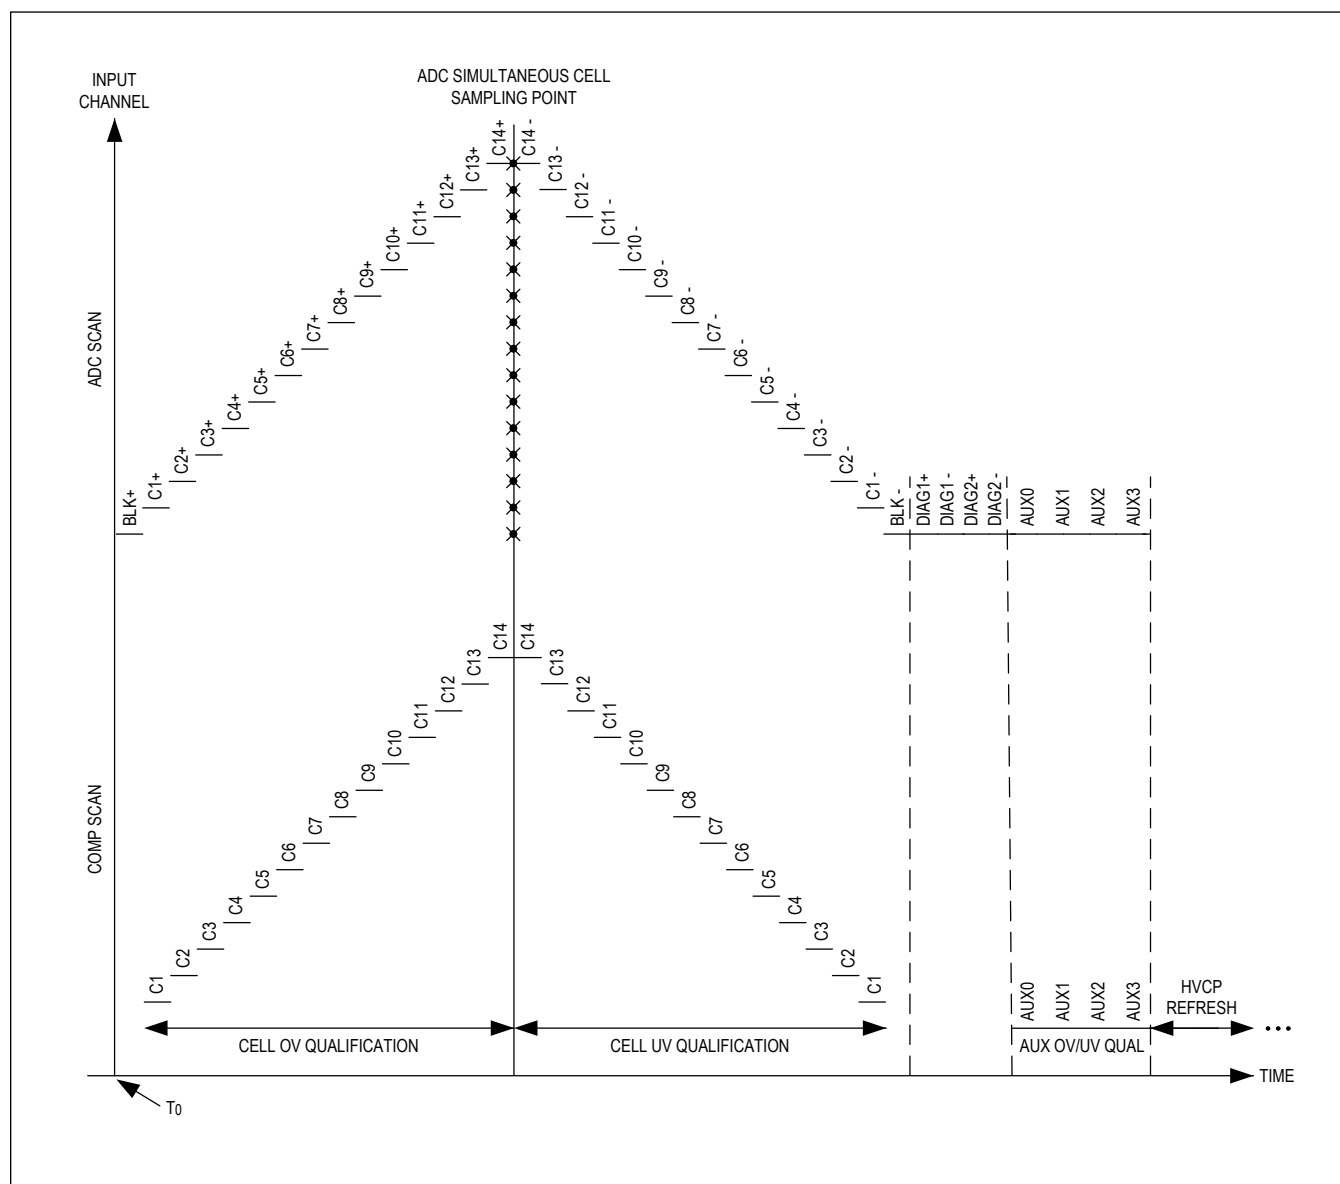 INPUT
CHANNEL
ADC SIMULTANEOUS CELL
SAMPLING POINT
ADC SCAN
BLK+
C1+
C2+
C3+
C4+
C5+
C6+
C7+
C8+
C9+
C10+
C11+
C12+
C13+
C14+
C14 -
C13 -
C12 -
C11 -
C10 -
C9 -
C8 -
C7 -
C6 -
C5 -
C4 -
C3 -
C2 -
C1 -
BLK -
DIAG1+
DIAG1 -
DIAG2+
DIAG2 -
AUX0
AUX1
AUX2
AUX3
COMP SCAN
C1
C2
C3
C4
C5
C6
C7
C8
C9
C10
C11
C12
C13
C14
C14
C13
C12
C11
C10
C9
C8
C7
C6
C5
C4
C3
C2
C1
AUX0
AUX1
AUX2
AUX3
HVCP
REFRESH
CELL OV QUALIFICATION
CELL UV QUALIFICATION
AUX OV/UV QUAL
TIME
T0